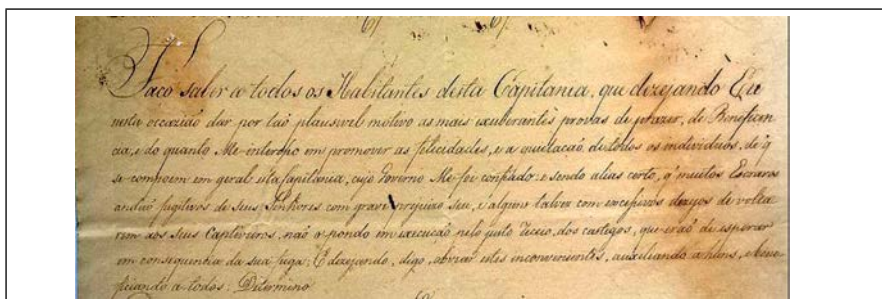 Faço saber a todos os Habitantes desta Capitania, que dezejando Eu
nesta occazião dar por tão plausivel motivo as mais exuberantes provas de prazer, de Beneficen
cia, e do quanto Me intereço em promover as felicidades, e a quietação de todos os individuos, de q̃
se compoem em geral esta Capitania, cujo Governo Me foi confiado: e sendo alias certo, q̃ muitos Escravos
andaõ fugitivos de seus Senhores com grave prejuizo seu, e alguns talvez com excessivos dezejos de volta
rem aos seus Captiveiros, naõ o pondo em execuçaõ pelo justo receio dos castigos, que eraõ de esperar
em consequencia da sua fuga: E dezejando, digo, obviar estes inconvenientes, auxiliando a huns, e bene
ficiando a todos: Determino